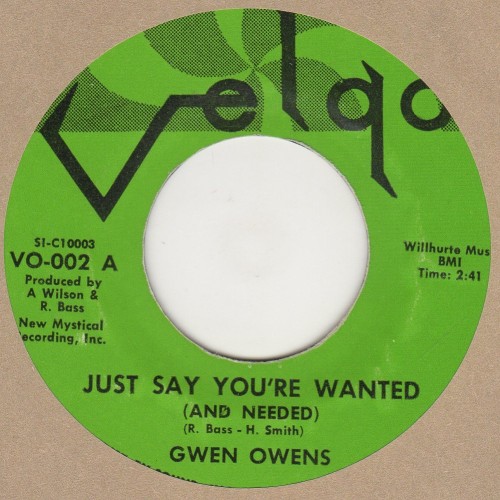 Velgo
SI-C10003
VO-002 A
Produced by
A Wilson &
R. Bass
New Mystical
Recording, Inc.
Willhurte Mus
BMI
Time: 2:41
JUST SAY YOU'RE WANTED
(AND NEEDED)
(R. Bass - H. Smith)
GWEN OWENS